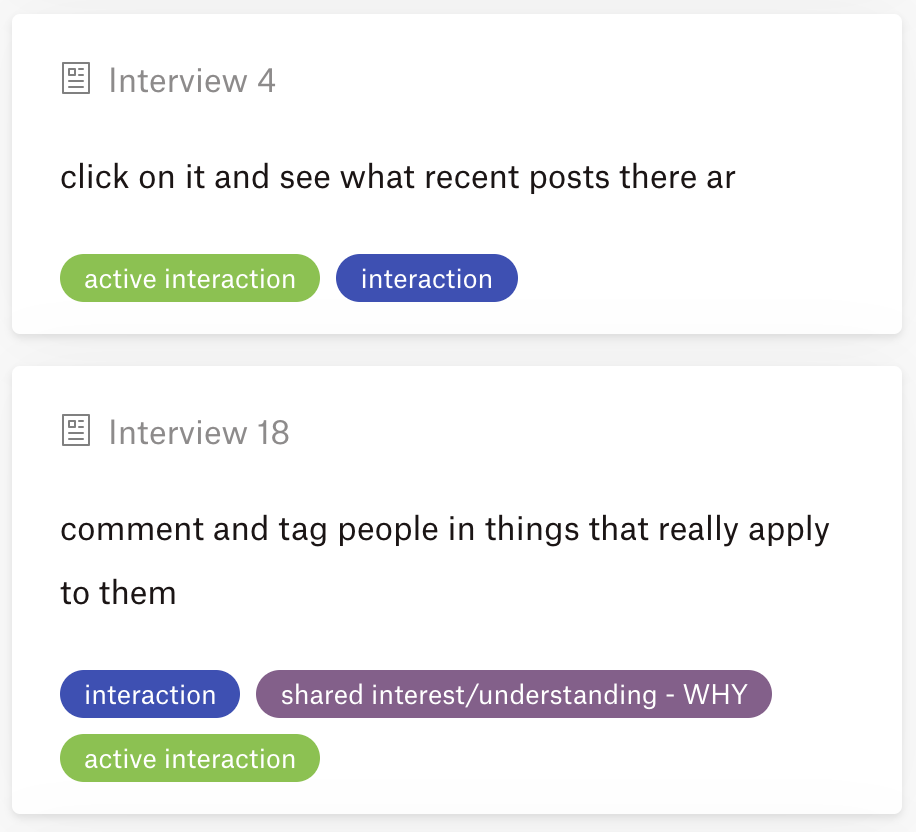 Interview 4
click on it and see what recent posts there ar
active interaction interaction
Interview 18
comment and tag people in things that really apply
to them
interaction shared interest/understanding - WHY
active interaction